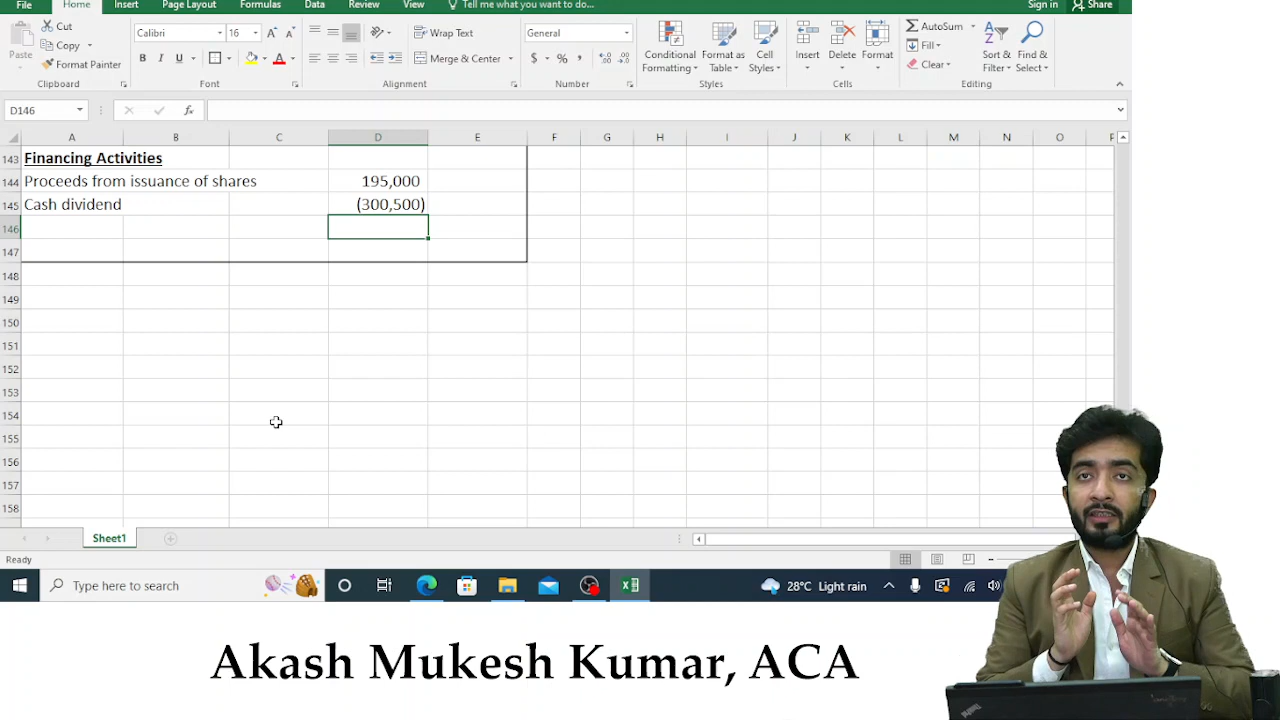 File Home Insert Page Layout Formulas Data Review View Tell me what you want to do... Sign in Share
Paste Cut Copy Format Painter
Calibri 16 A A B I U A
Wrap Text
Merge & Center
General
$ % ,
Conditional Formatting Format as Table Cell Styles
Insert Delete Format
AutoSum Fill Clear
Sort & Filter Find & Select
Clipboard Font Alignment Number Styles Cells Editing
D146 fx
A B C D E F G H I J K L M N O
143 Financing Activities
144 Proceeds from issuance of shares 195,000
145 Cash dividend (300,500)
146
147
148
149
150
151
152
153
154
155
156
157
158
Sheet1
Ready
Type here to search 28°C Light rain
Akash Mukesh Kumar, ACA